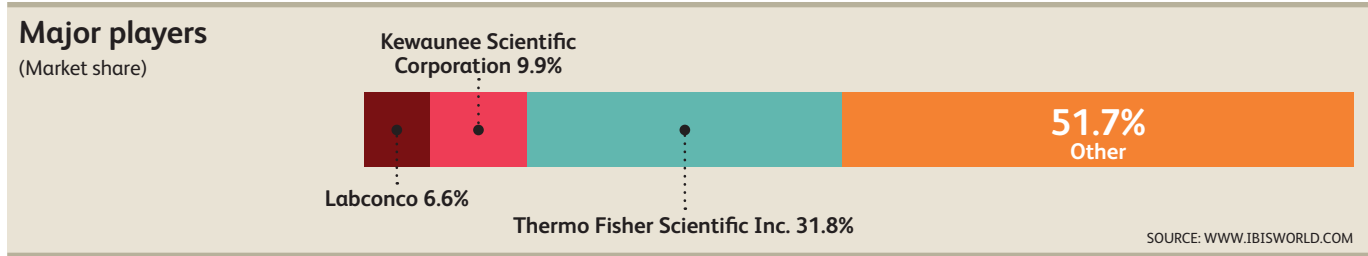 Major players
(Market share)
Kewaunee Scientific
Corporation 9.9%
51.7%
Other
Labconco 6.6%
Thermo Fisher Scientific Inc. 31.8%
SOURCE: WWW.IBISWORLD.COM